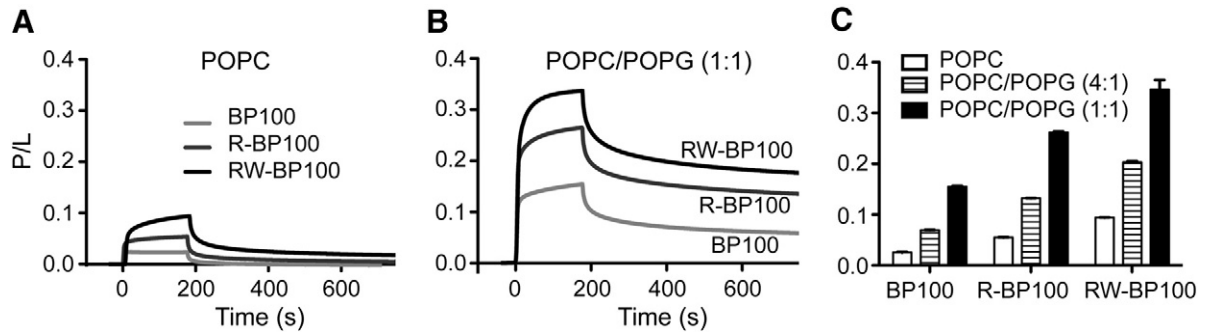 A
POPC
P/L
0.4
0.3
0.2
0.1
0.0
BP100
R-BP100
RW-BP100
0 200 400 600
Time (s)
B
POPC/POPG (1:1)
0.4
0.3
0.2
0.1
0.0
RW-BP100
R-BP100
BP100
0 200 400 600
Time (s)
C
POPC
POPC/POPG (4:1)
POPC/POPG (1:1)
0.4
0.3
0.2
0.1
0.0
BP100 R-BP100 RW-BP100